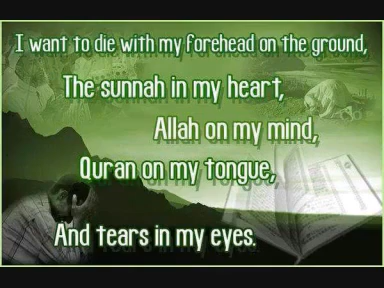 I want to die with my forehead on the ground,
The sunnah in my heart,
Allah on my mind,
Quran on my tongue,
And tears in my eyes.